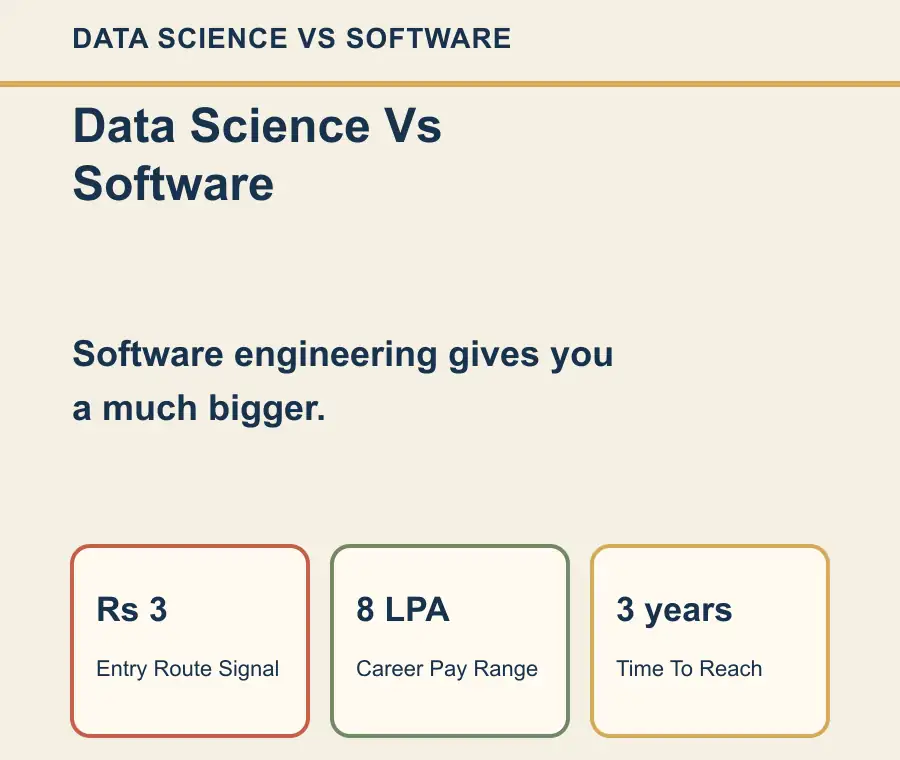 DATA SCIENCE VS SOFTWARE
Data Science Vs
Software
Software engineering gives you
a much bigger.
Rs 3
Entry Route Signal
8 LPA
Career Pay Range
3 years
Time To Reach